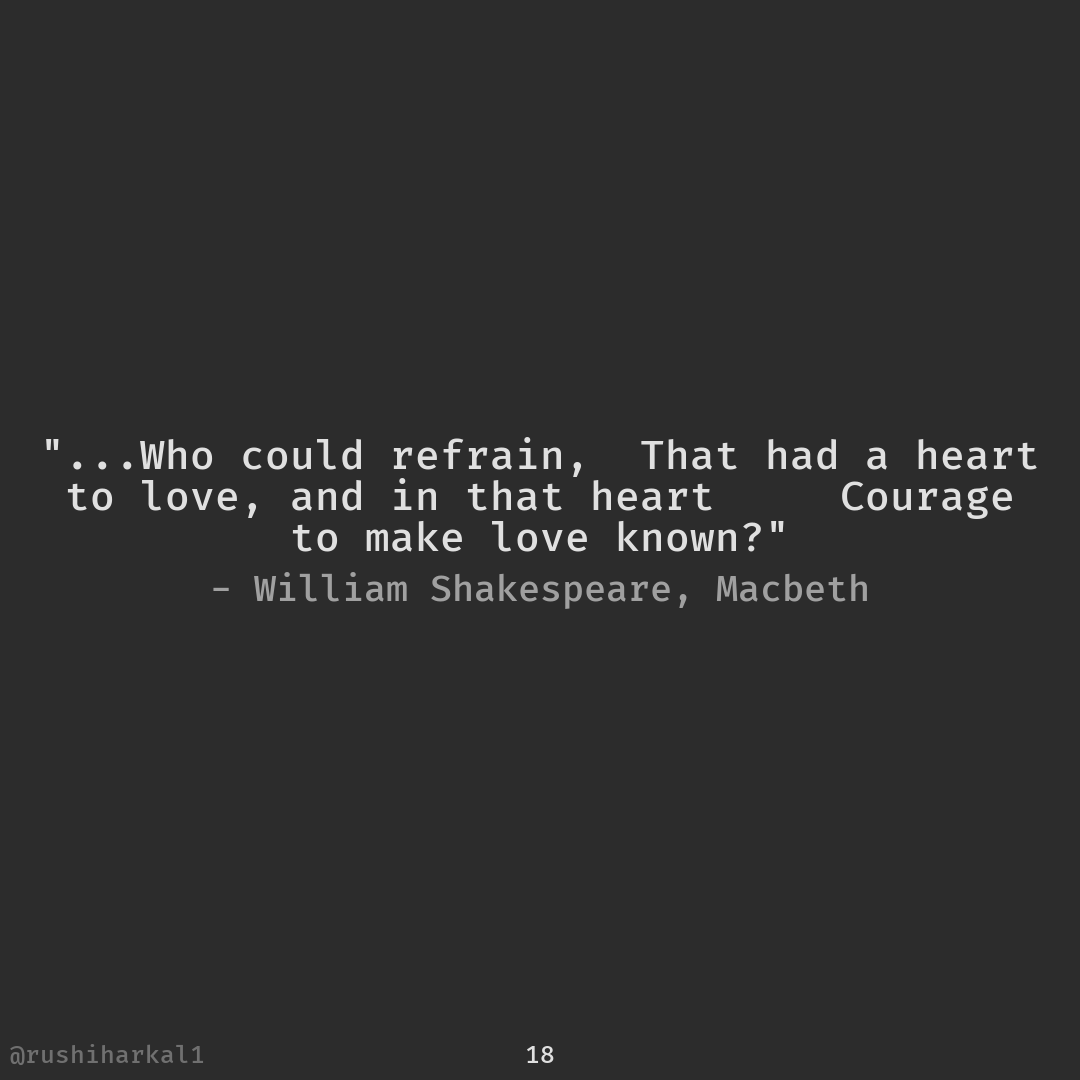 "...Who could refrain,  That had a heart
to love, and in that heart     Courage
to make love known?"
– William Shakespeare, Macbeth
@rushiharkal1
18